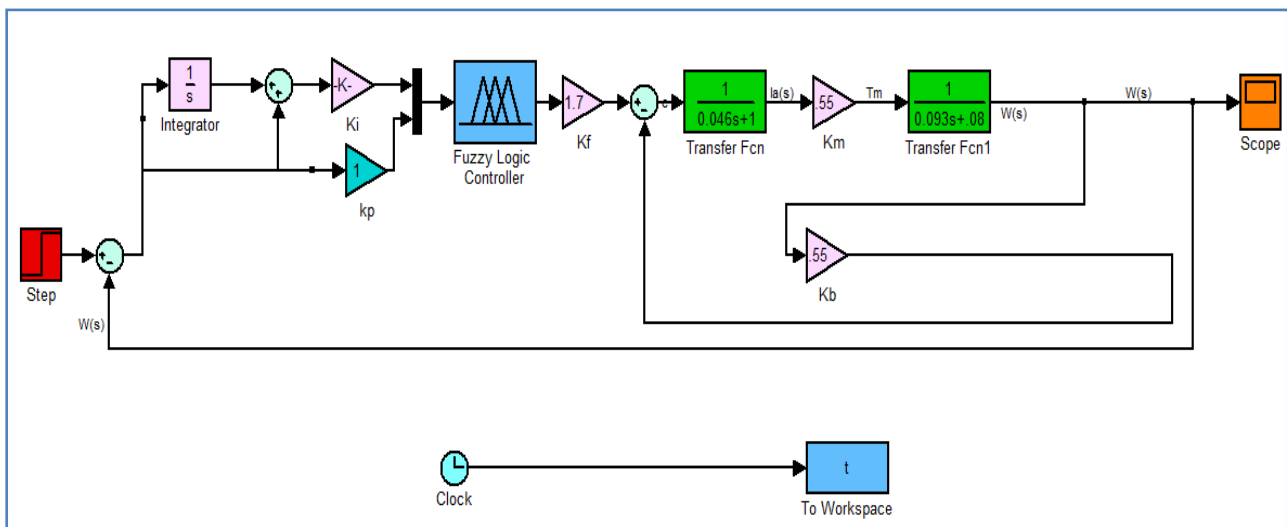 1
s
Integrator
-K-
Ki
1
kp
Fuzzy Logic
Controller
1.7
Kf
c
1
0.046s+1
Transfer Fcn
Ia(s)
.55
Km
Tm
1
0.093s+.08
Transfer Fcn1
W(s)
W(s)
Scope
.55
Kb
Step
W(s)
Clock
t
To Workspace